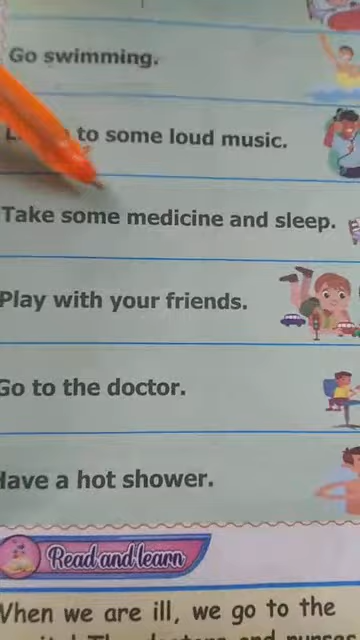 Go swimming.
to some loud music.
Take some medicine and sleep.
Play with your friends.
Go to the doctor.
Have a hot shower.
Read and learn
When we are ill, we go to the